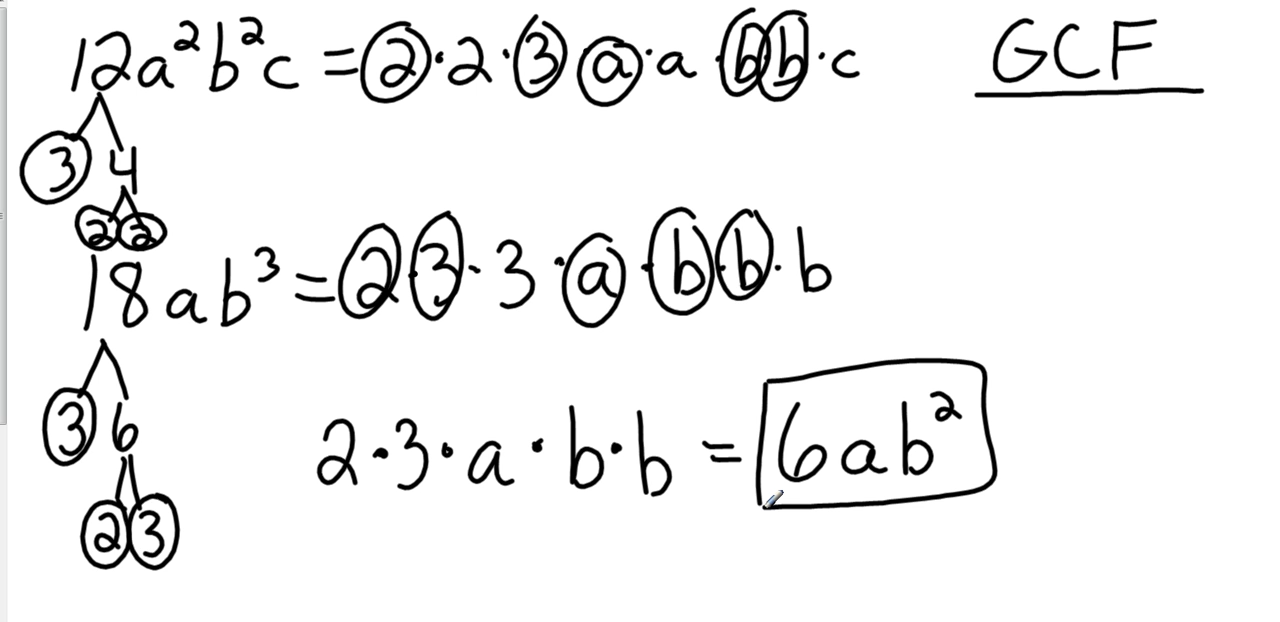 12a²b²c = 2·2·3·a·a·b·b·c
GCF
3 4
2 2
18ab³ = 2·3·3·a·b·b·b
3 6
2 3
2·3·a·b·b = 6ab²